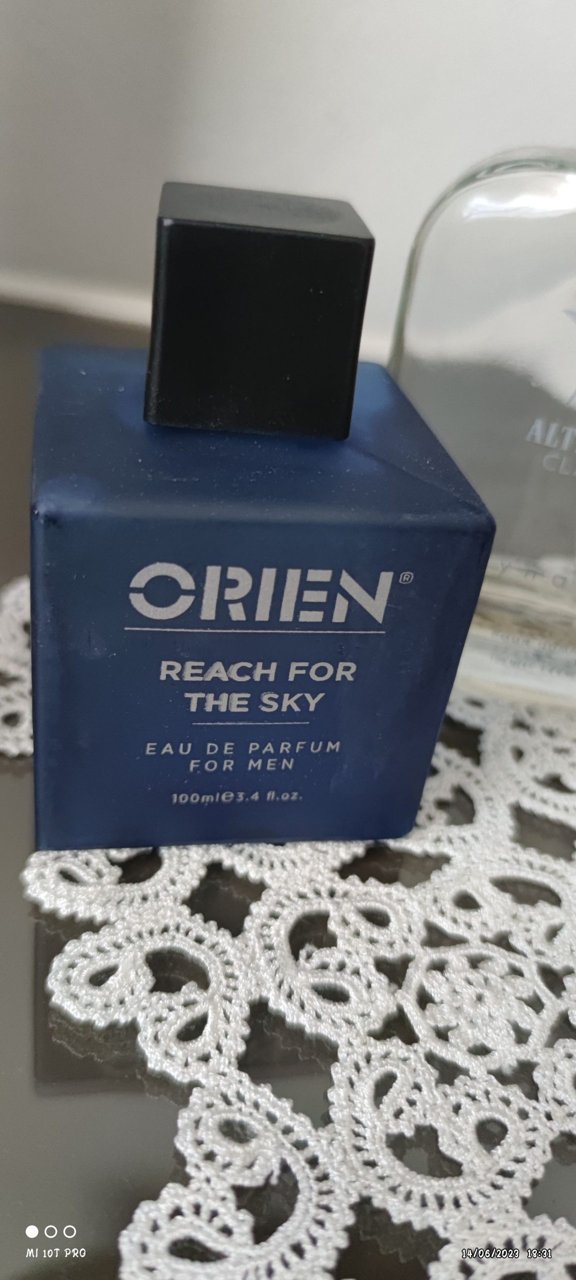 ORIEN®
REACH FOR
THE SKY
EAU DE PARFUM
FOR MEN
100ml℮3.4 fl.oz.
MI 10T PRO
14/06/2023 18:31